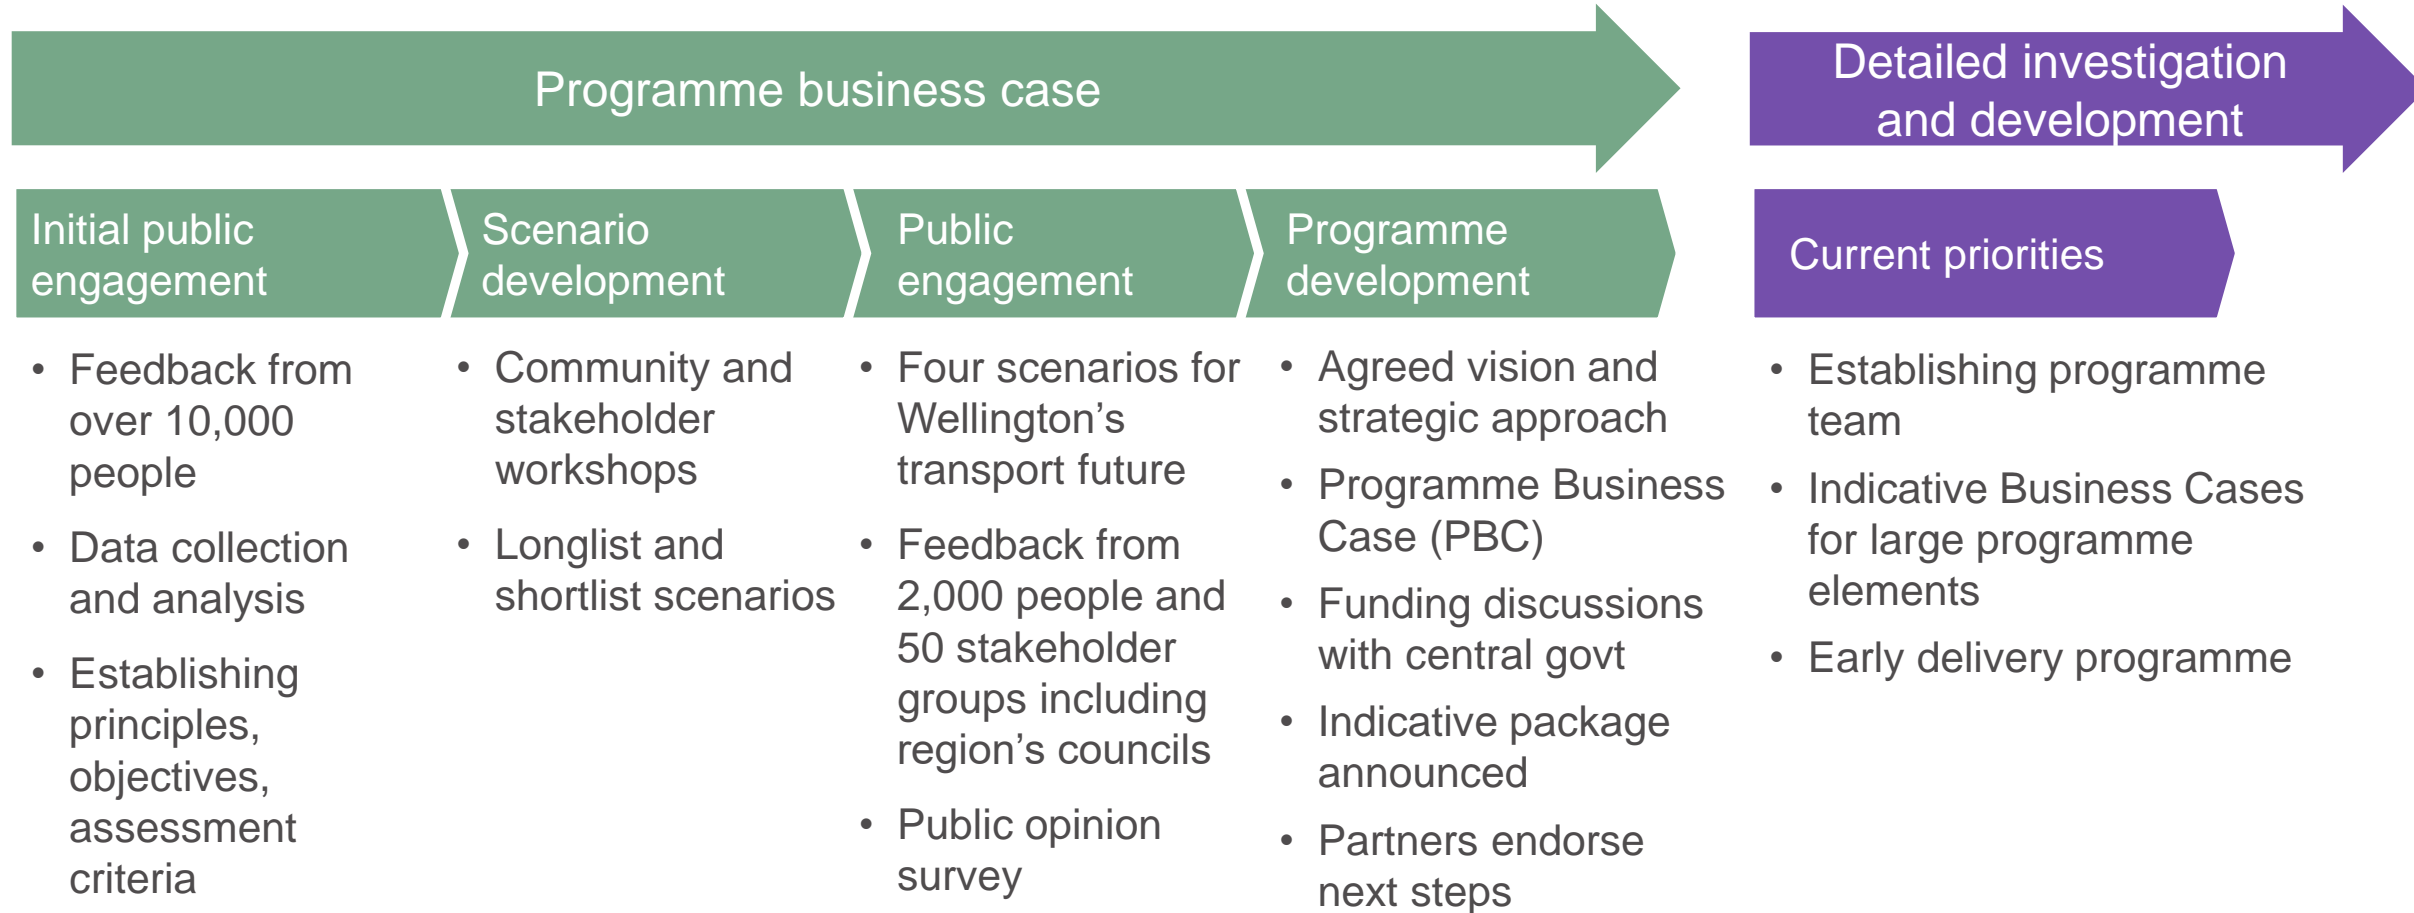 Programme business case
Detailed investigation
and development
Initial public
engagement
Scenario
development
Public
engagement
Programme
development
Current priorities
• Feedback from
over 10,000
people
• Data collection
and analysis
• Establishing
principles,
objectives,
assessment
criteria
• Community and
stakeholder
workshops
• Longlist and
shortlist scenarios
• Four scenarios for
Wellington’s
transport future
• Feedback from
2,000 people and
50 stakeholder
groups including
region’s councils
• Public opinion
survey
• Agreed vision and
strategic approach
• Programme Business
Case (PBC)
• Funding discussions
with central govt
• Indicative package
announced
• Partners endorse
next steps
• Establishing programme
team
• Indicative Business Cases
for large programme
elements
• Early delivery programme